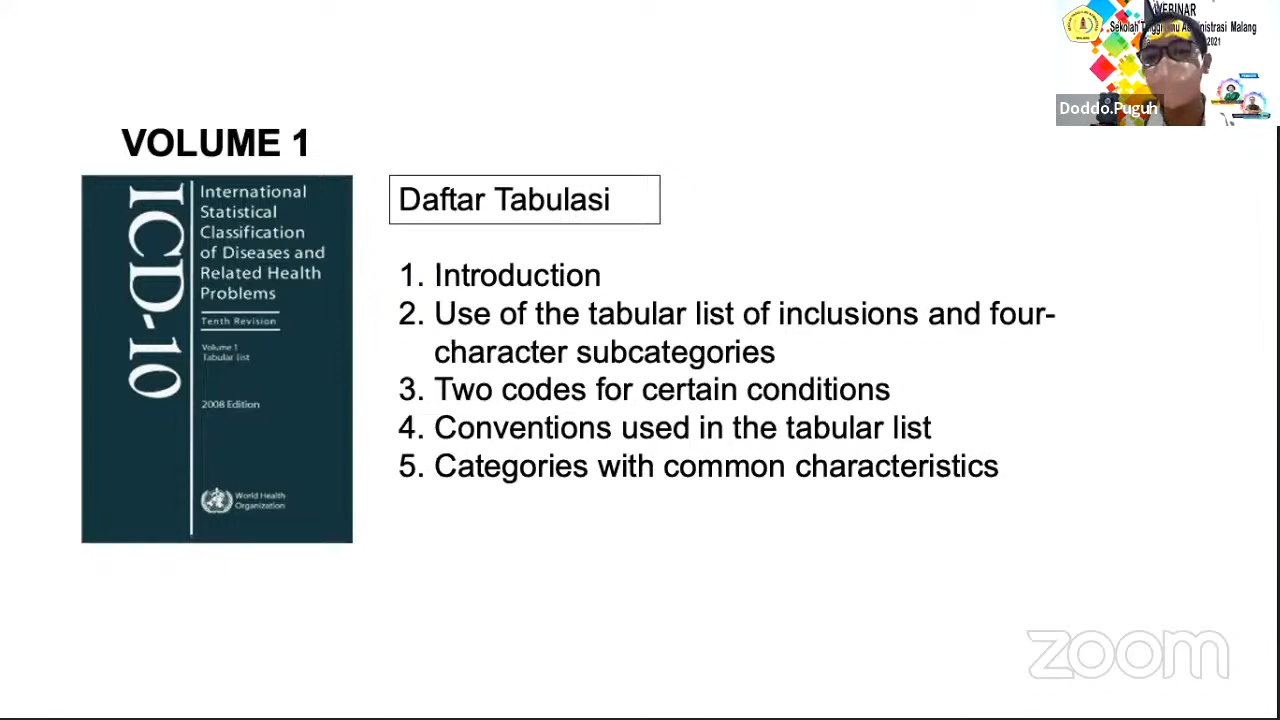 WEBINAR
Sekolah Tinggi Ilmu Administrasi Malang
2021
Doddo.Puguh
VOLUME 1
ICD-10
International
Statistical
Classification
of Diseases and
Related Health
Problems
Tenth Revision
Volume 1
Tabular list
2008 Edition
World Health
Organization
Daftar Tabulasi
1. Introduction
2. Use of the tabular list of inclusions and four-
character subcategories
3. Two codes for certain conditions
4. Conventions used in the tabular list
5. Categories with common characteristics
zoom